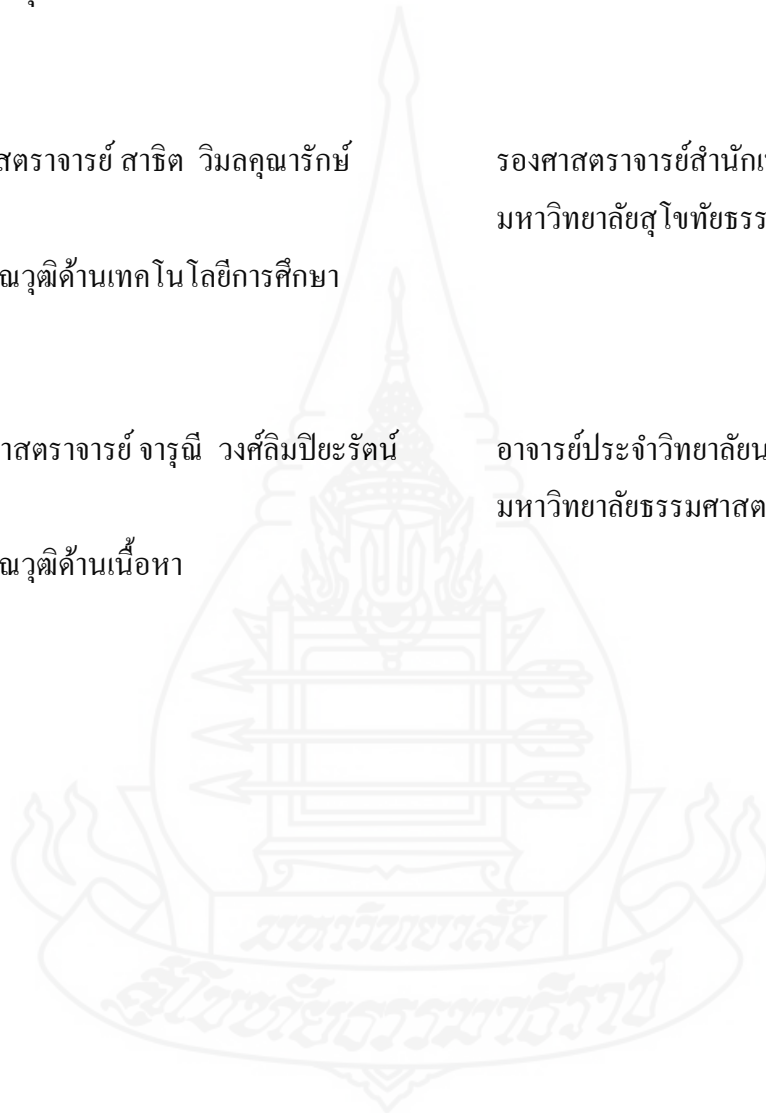 สตราจารย์ สาธิต วิมลคุณารักษ์
รองศาสตราจารย์สำนักเ
มหาวิทยาลัยสุโขทัยธรร
ณวุฒิด้านเทคโนโลยีการศึกษา
าสตราจารย์ จารุณี วงศ์ลิมปิยะรัตน์
อาจารย์ประจำวิทยาลัยน
มหาวิทยาลัยธรรมศาสต
ณวุฒิด้านเนื้อหา
มหาวิทยาลัย
สุโขทัยธรรมาธิราช